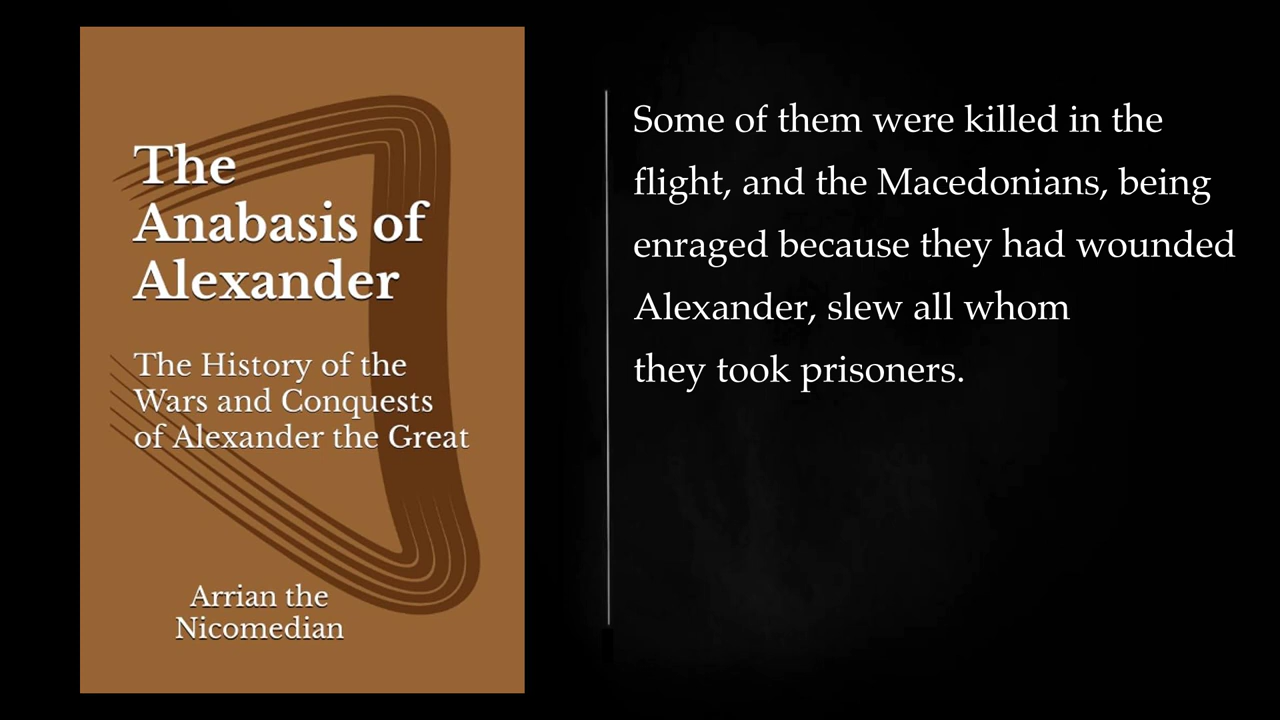 The
Anabasis of
Alexander
The History of the
Wars and Conquests
of Alexander the Great
Arrian the
Nicomedian
Some of them were killed in the
flight, and the Macedonians, being
enraged because they had wounded
Alexander, slew all whom
they took prisoners.